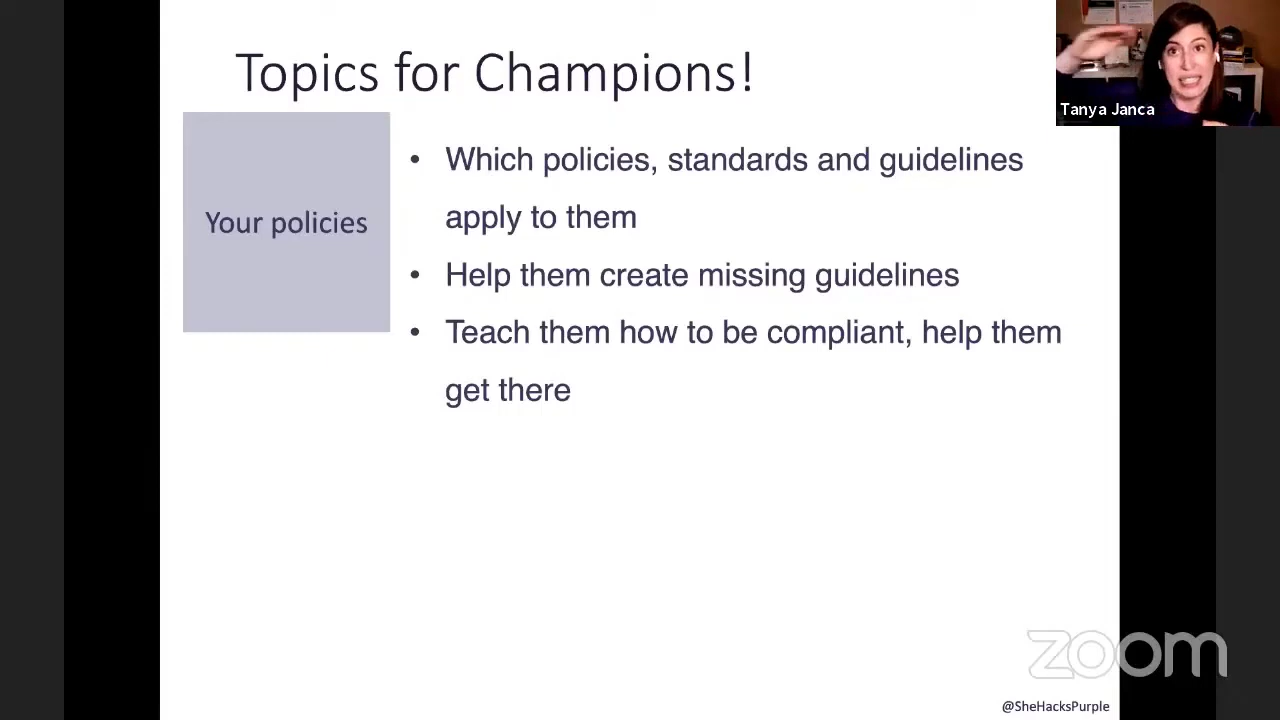 Topics for Champions!
Tanya Janca
Your policies
• Which policies, standards and guidelines
apply to them
• Help them create missing guidelines
• Teach them how to be compliant, help them
get there
zoom
@SheHacksPurple